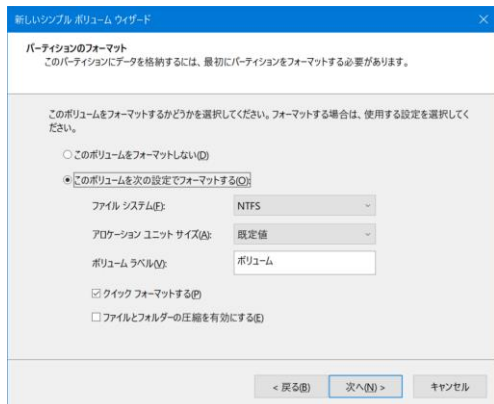 新しいシンプル ボリューム ウィザード
パーティションのフォーマット
このパーティションにデータを格納するには、最初にパーティションをフォーマットする必要があります。
このボリュームをフォーマットするかどうかを選択してください。フォーマットする場合は、使用する設定を選択してく
ださい。
このボリュームをフォーマットしない(D)
このボリュームを次の設定でフォーマットする(O):
ファイル システム(F): NTFS
アロケーション ユニット サイズ(A): 既定値
ボリューム ラベル(V): ボリューム
クイック フォーマットする(P)
ファイルとフォルダーの圧縮を有効にする(E)
< 戻る(B) 次へ(N) > キャンセル